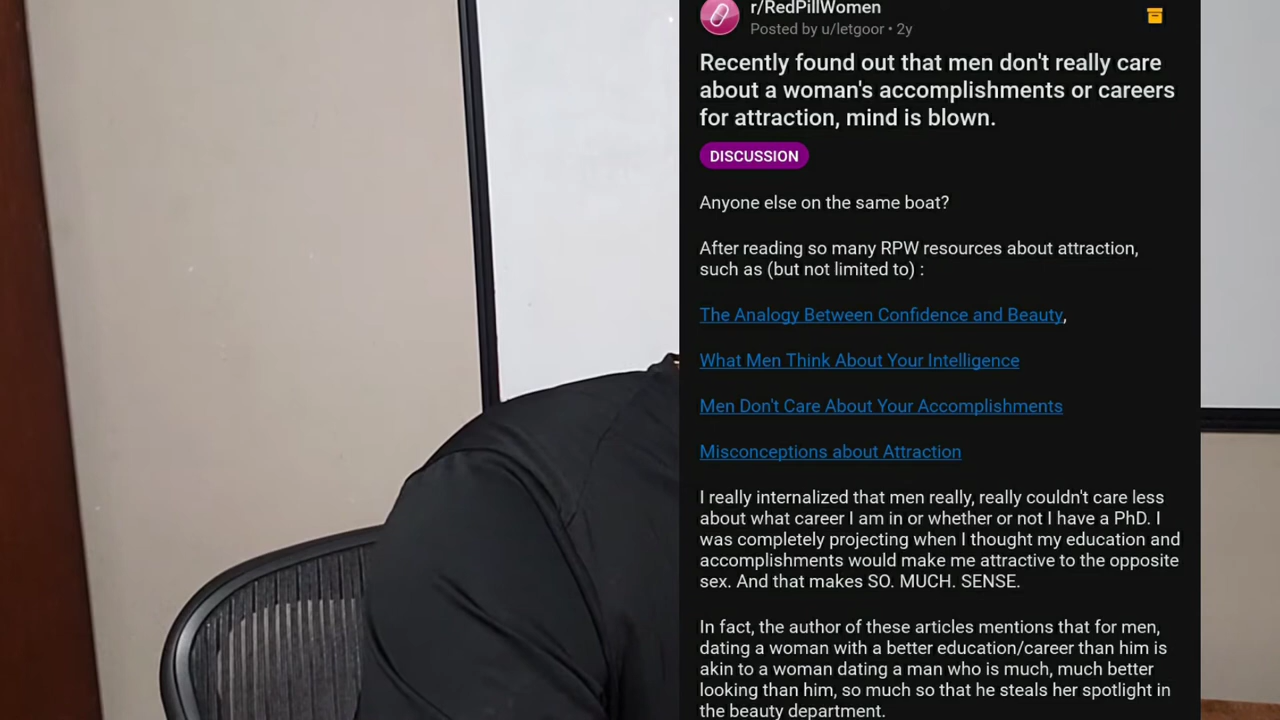 r/RedPillWomen
Posted by u/letgoor • 2y
Recently found out that men don't really care
about a woman's accomplishments or careers
for attraction, mind is blown.
DISCUSSION
Anyone else on the same boat?
After reading so many RPW resources about attraction,
such as (but not limited to) :
The Analogy Between Confidence and Beauty,
What Men Think About Your Intelligence
Men Don't Care About Your Accomplishments
Misconceptions about Attraction
I really internalized that men really, really couldn't care less
about what career I am in or whether or not I have a PhD. I
was completely projecting when I thought my education and
accomplishments would make me attractive to the opposite
sex. And that makes SO. MUCH. SENSE.
In fact, the author of these articles mentions that for men,
dating a woman with a better education/career than him is
akin to a woman dating a man who is much, much better
looking than him, so much so that he steals her spotlight in
the beauty department.